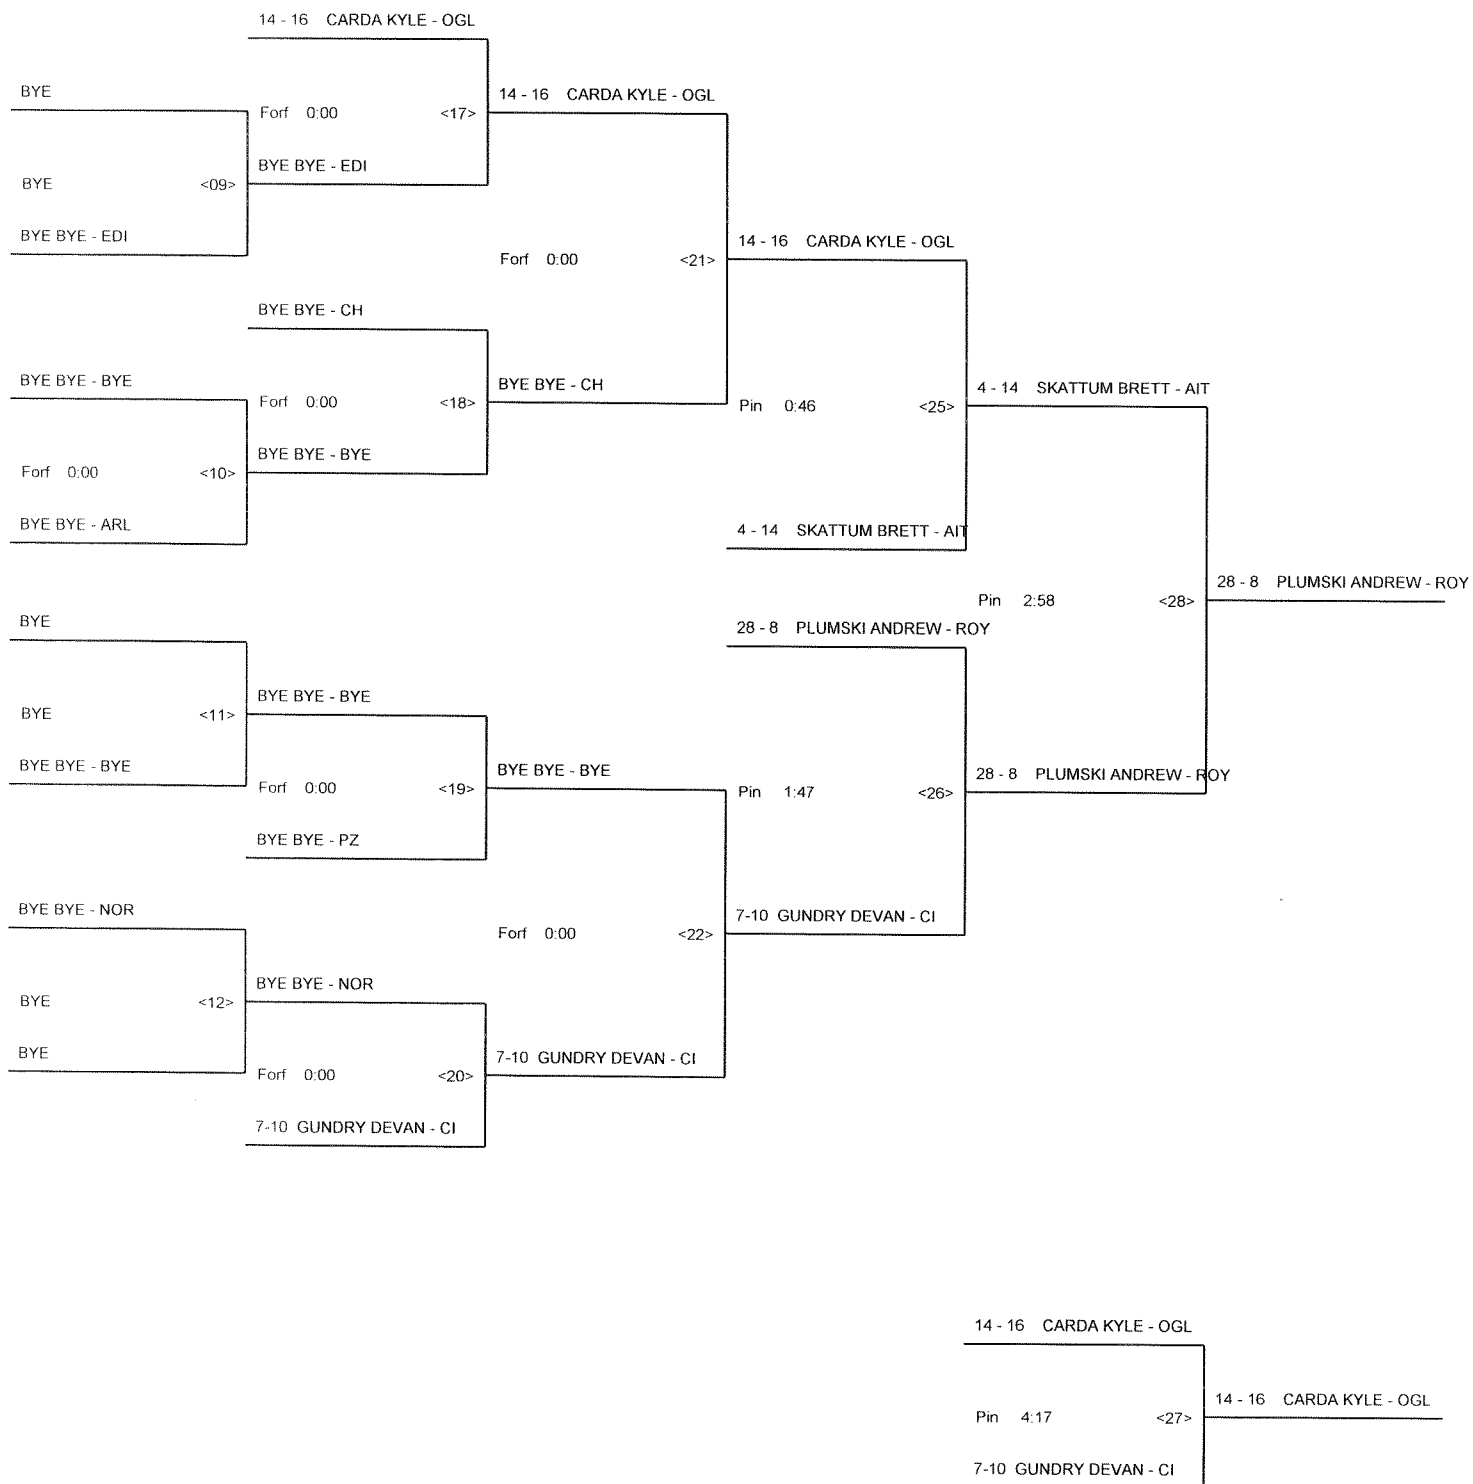 14 - 16 CARDA KYLE - OGL
BYE
Forf 0:00 <17>
14 - 16 CARDA KYLE - OGL
BYE BYE - EDI
BYE <09>
BYE BYE - EDI
14 - 16 CARDA KYLE - OGL
Forf 0:00 <21>
BYE BYE - CH
BYE BYE - BYE
Forf 0:00 <18>
BYE BYE - CH
4 - 14 SKATTUM BRETT - AIT
Pin 0:46 <25>
BYE BYE - BYE
Forf 0:00 <10>
BYE BYE - ARL
4 - 14 SKATTUM BRETT - AIT
28 - 8 PLUMSKI ANDREW - ROY
Pin 2:58 <28>
BYE
28 - 8 PLUMSKI ANDREW - ROY
BYE BYE - BYE
BYE <11>
BYE BYE - BYE
BYE BYE - BYE
28 - 8 PLUMSKI ANDREW - ROY
Forf 0:00 <19>
Pin 1:47 <26>
BYE BYE - PZ
BYE BYE - NOR
7-10 GUNDRY DEVAN - CI
Forf 0:00 <22>
BYE BYE - NOR
BYE <12>
BYE
7-10 GUNDRY DEVAN - CI
Forf 0:00 <20>
7-10 GUNDRY DEVAN - CI
14 - 16 CARDA KYLE - OGL
14 - 16 CARDA KYLE - OGL
Pin 4:17 <27>
7-10 GUNDRY DEVAN - CI